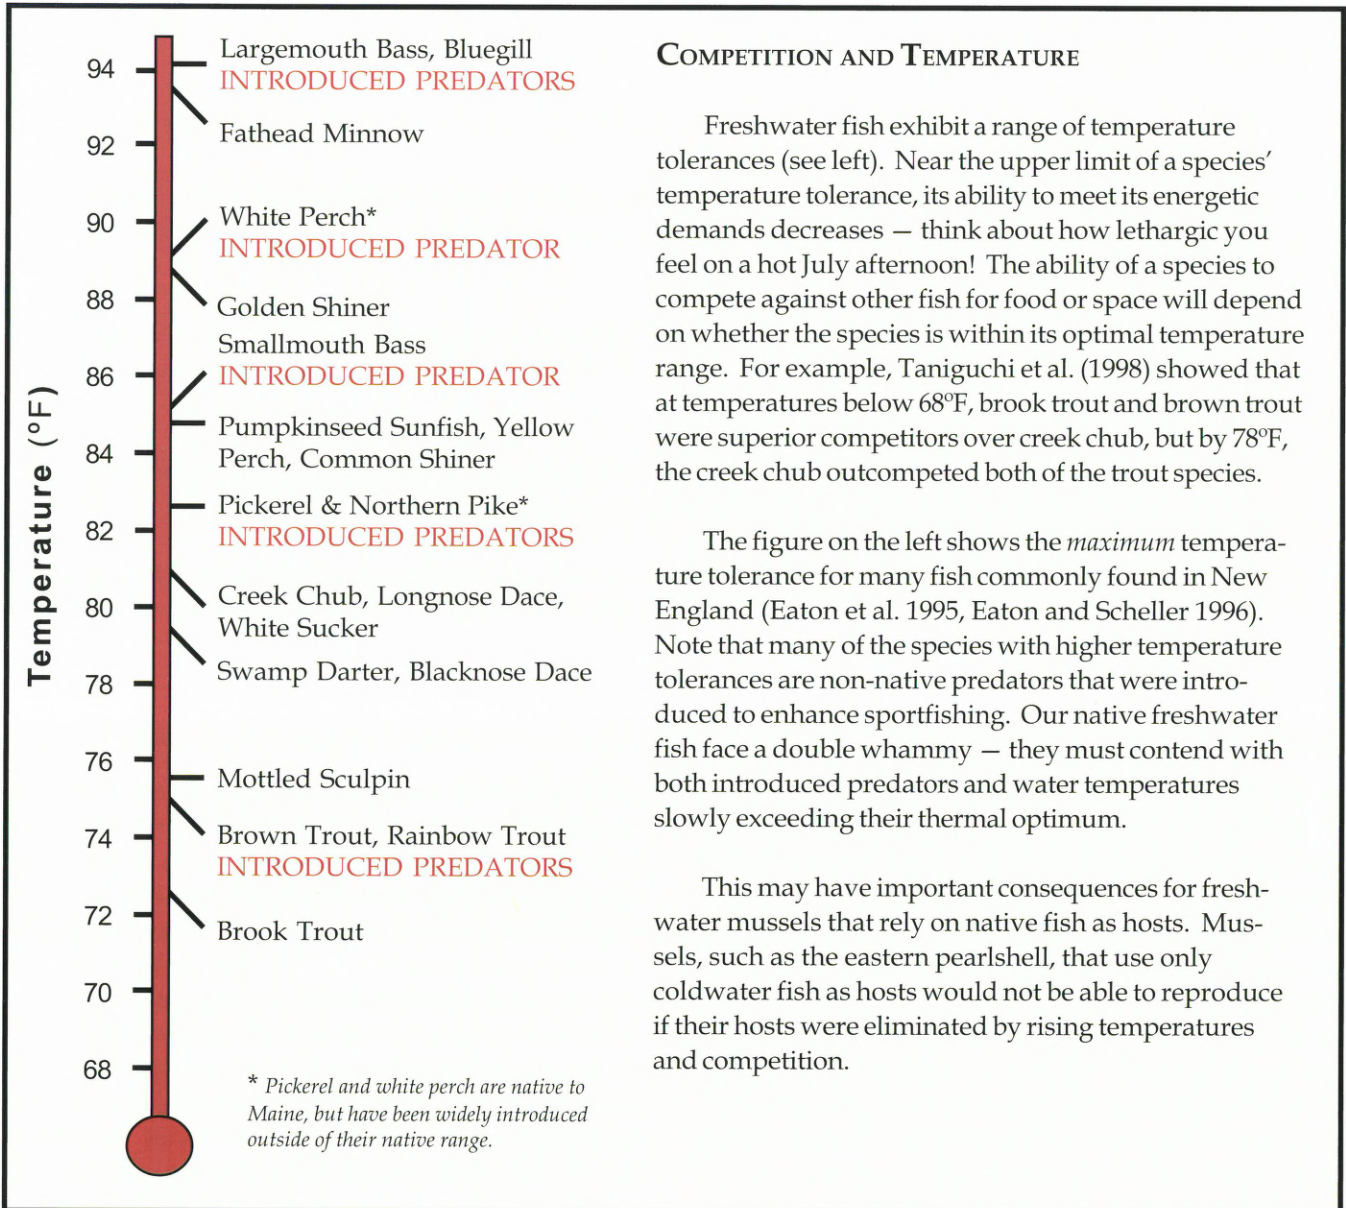 Temperature (ºF)
94
92
90
88
86
84
82
80
78
76
74
72
70
68
Largemouth Bass, Bluegill
INTRODUCED PREDATORS
Fathead Minnow
White Perch*
INTRODUCED PREDATOR
Golden Shiner
Smallmouth Bass
INTRODUCED PREDATOR
Pumpkinseed Sunfish, Yellow
Perch, Common Shiner
Pickerel & Northern Pike*
INTRODUCED PREDATORS
Creek Chub, Longnose Dace,
White Sucker
Swamp Darter, Blacknose Dace
Mottled Sculpin
Brown Trout, Rainbow Trout
INTRODUCED PREDATORS
Brook Trout
* Pickerel and white perch are native to
Maine, but have been widely introduced
outside of their native range.
COMPETITION AND TEMPERATURE
Freshwater fish exhibit a range of temperature
tolerances (see left). Near the upper limit of a species'
temperature tolerance, its ability to meet its energetic
demands decreases — think about how lethargic you
feel on a hot July afternoon! The ability of a species to
compete against other fish for food or space will depend
on whether the species is within its optimal temperature
range. For example, Taniguchi et al. (1998) showed that
at temperatures below 68ºF, brook trout and brown trout
were superior competitors over creek chub, but by 78ºF,
the creek chub outcompeted both of the trout species.
The figure on the left shows the maximum tempera-
ture tolerance for many fish commonly found in New
England (Eaton et al. 1995, Eaton and Scheller 1996).
Note that many of the species with higher temperature
tolerances are non-native predators that were intro-
duced to enhance sportfishing. Our native freshwater
fish face a double whammy — they must contend with
both introduced predators and water temperatures
slowly exceeding their thermal optimum.
This may have important consequences for fresh-
water mussels that rely on native fish as hosts. Mus-
sels, such as the eastern pearlshell, that use only
coldwater fish as hosts would not be able to reproduce
if their hosts were eliminated by rising temperatures
and competition.